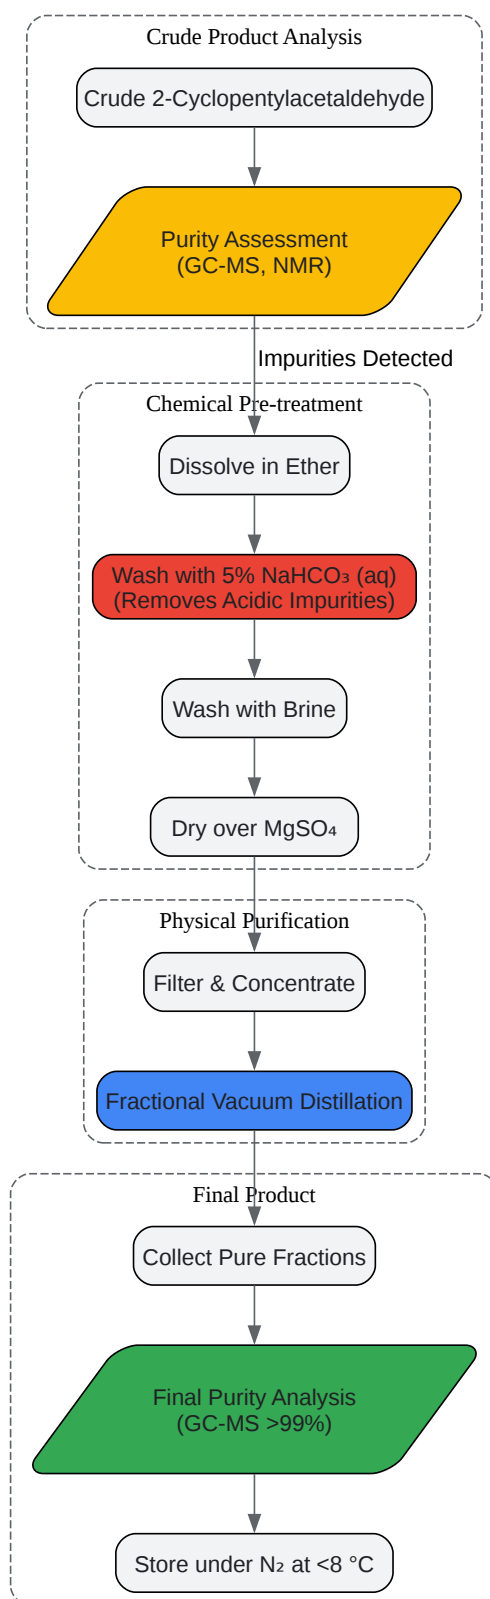 Crude Product Analysis
Crude 2-Cyclopentylacetaldehyde
Purity Assessment
(GC-MS, NMR)
Impurities Detected
Chemical Pre-treatment
Dissolve in Ether
Wash with 5% NaHCO₃ (aq)
(Removes Acidic Impurities)
Wash with Brine
Dry over MgSO₄
Physical Purification
Filter & Concentrate
Fractional Vacuum Distillation
Final Product
Collect Pure Fractions
Final Purity Analysis
(GC-MS >99%)
Store under N₂ at <8 °C